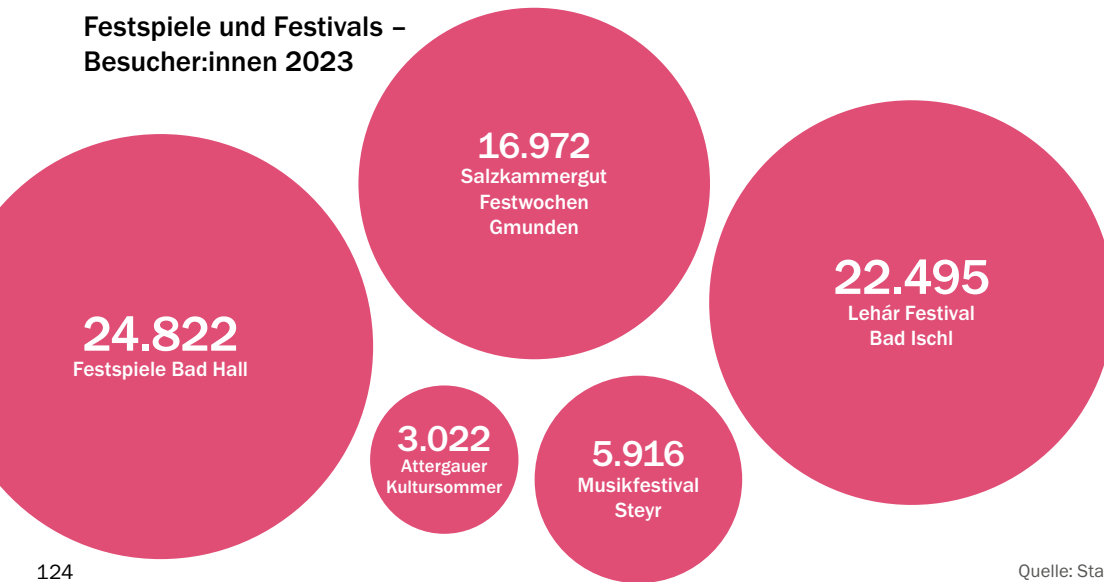 Festspiele und Festivals –
Besucher:innen 2023
16.972
Salzkammergut
Festwochen
Gmunden
22.495
Lehár Festival
Bad Ischl
24.822
Festspiele Bad Hall
3.022
Attergauer
Kultursommer
5.916
Musikfestival
Steyr
124
Quelle: